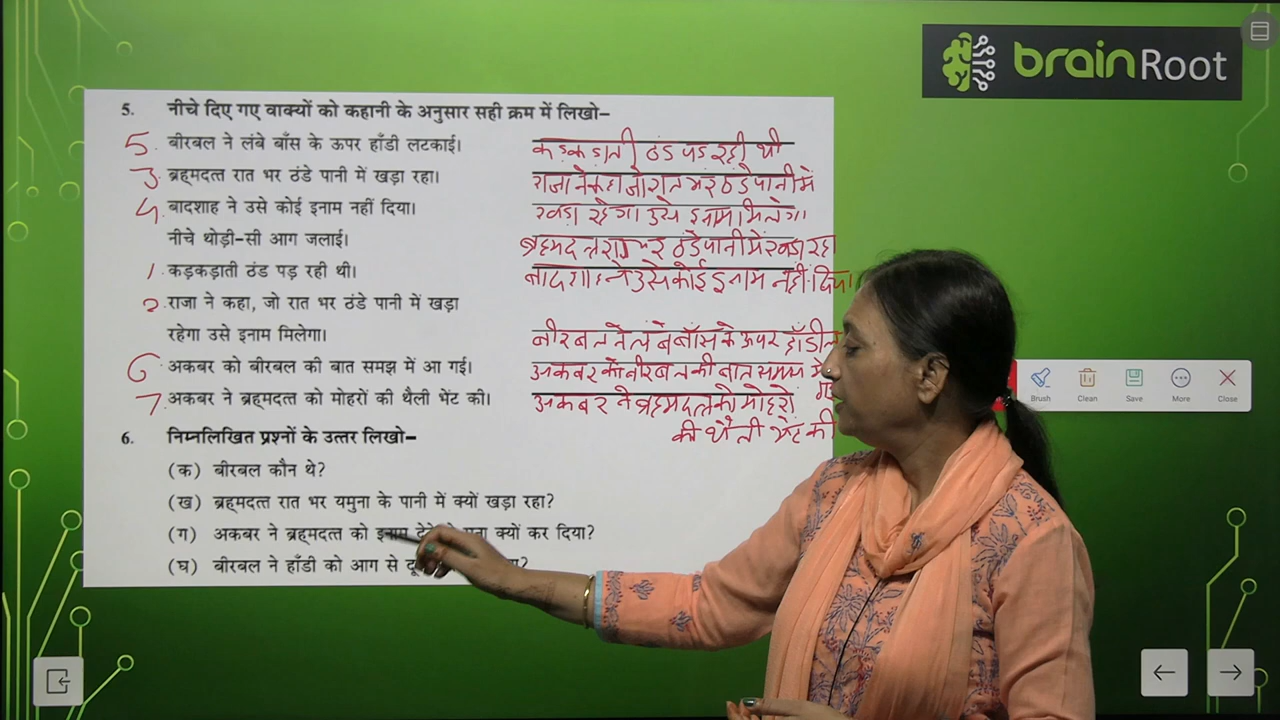 brainRoot
5. नीचे दिए गए वाक्यों को कहानी के अनुसार सही क्रम में लिखो–
5. बीरबल ने लंबे बाँस के ऊपर हाँडी लटकाई।
3. ब्रह्मदत्त रात भर ठंडे पानी में खड़ा रहा।
4. बादशाह ने उसे कोई इनाम नहीं दिया।
नीचे थोड़ी-सी आग जलाई।
1. कड़कड़ाती ठंड पड़ रही थी।
2. राजा ने कहा, जो रात भर ठंडे पानी में खड़ा
रहेगा उसे इनाम मिलेगा।
6. अकबर को बीरबल की बात समझ में आ गई।
7. अकबर ने ब्रह्मदत्त को मोहरों की थैली भेंट की।
कड़कड़ाती ठंड पड़ रही थी
राजा ने कहा जो रात भर ठंडे पानी में
खड़ा रहेगा उसे इनाम मिलेगा
ब्रह्मदत्त ठंडे पानी में खड़ा रहा
बादशाह ने उसे कोई इनाम नहीं दिया।
बीरबल ने लंबे बाँस के ऊपर हाँडी
अकबर को बीरबल की बात समझ
अकबर ने ब्रह्मदत्त को मोहरों
की थैली भेंट की
6. निम्नलिखित प्रश्नों के उत्तर लिखो–
(क) बीरबल कौन थे?
(ख) ब्रह्मदत्त रात भर यमुना के पानी में क्यों खड़ा रहा?
(ग) अकबर ने ब्रह्मदत्त को इनाम क्यों कर दिया?
(घ) बीरबल ने हाँडी को आग से
Brush Clean Save More Close